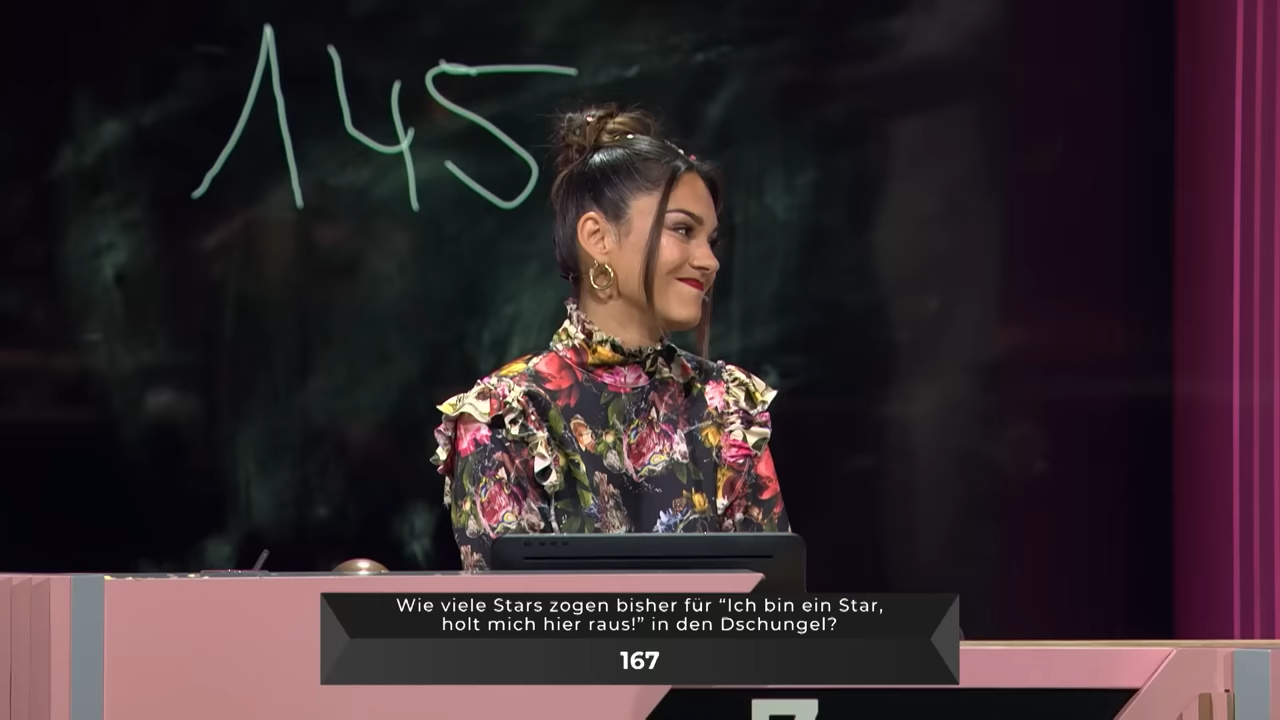 145
Wie viele Stars zogen bisher für “Ich bin ein Star,
holt mich hier raus!” in den Dschungel?
167